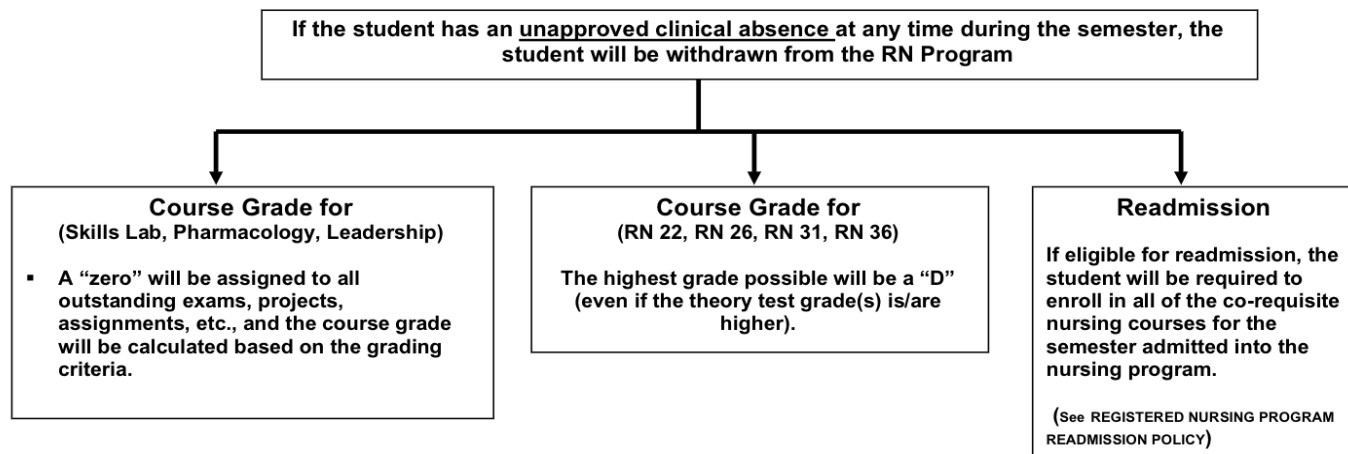 If the student has an unapproved clinical absence at any time during the semester, the
student will be withdrawn from the RN Program
Course Grade for
(Skills Lab, Pharmacology, Leadership)
▪ A “zero” will be assigned to all
outstanding exams, projects,
assignments, etc., and the course grade
will be calculated based on the grading
criteria.
Course Grade for
(RN 22, RN 26, RN 31, RN 36)
The highest grade possible will be a “D”
(even if the theory test grade(s) is/are
higher).
Readmission
If eligible for readmission, the
student will be required to
enroll in all of the co-requisite
nursing courses for the
semester admitted into the
nursing program.
(See REGISTERED NURSING PROGRAM
READMISSION POLICY)